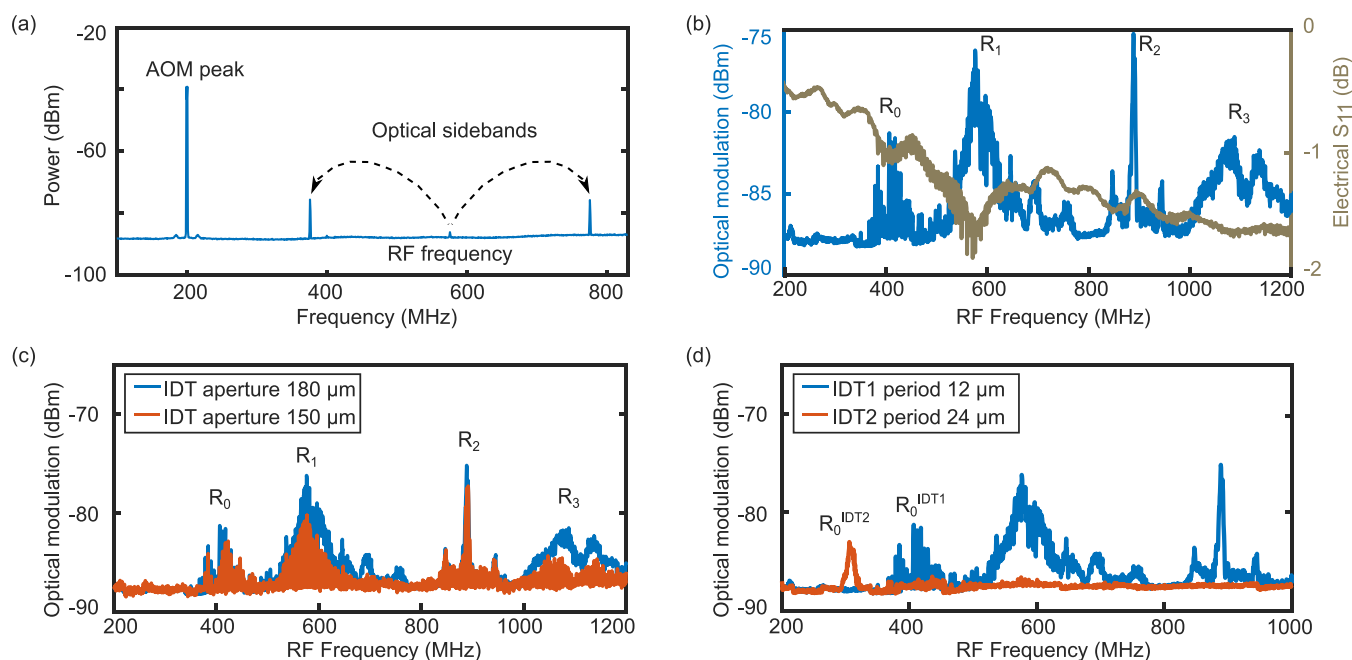 (a)
-20
-60
-100
Power (dBm)
AOM peak
Optical sidebands
RF frequency
200
400
600
800
Frequency (MHz)
(b)
-75
-80
-85
-90
Optical modulation (dBm)
R0
R1
R2
R3
0
-1
-2
Electrical S11 (dB)
200
400
600
800
1000
1200
RF Frequency (MHz)
(c)
-70
-80
-90
Optical modulation (dBm)
IDT aperture 180 µm
IDT aperture 150 µm
R0
R1
R2
R3
200
400
600
800
1000
1200
RF Frequency (MHz)
(d)
-70
-80
-90
Optical modulation (dBm)
IDT1 period 12 µm
IDT2 period 24 µm
R0^IDT2
R0^IDT1
200
400
600
800
1000
RF Frequency (MHz)